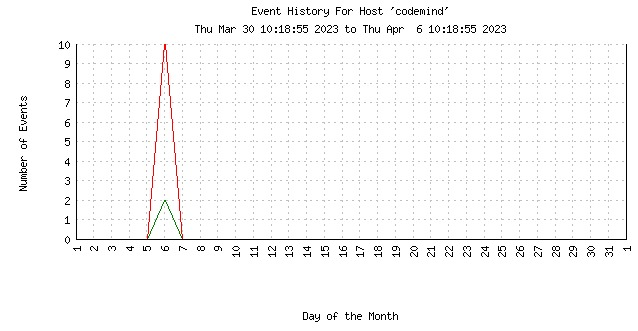 Event History For Host 'codemind'
Thu Mar 30 10:18:55 2023 to Thu Apr  6 10:18:55 2023
10
9
8
7
6
5
4
3
2
1
0
Number of Events
1 2 3 4 5 6 7 8 9 10 11 12 13 14 15 16 17 18 19 20 21 22 23 24 25 26 27 28 29 30 31 1
Day of the Month